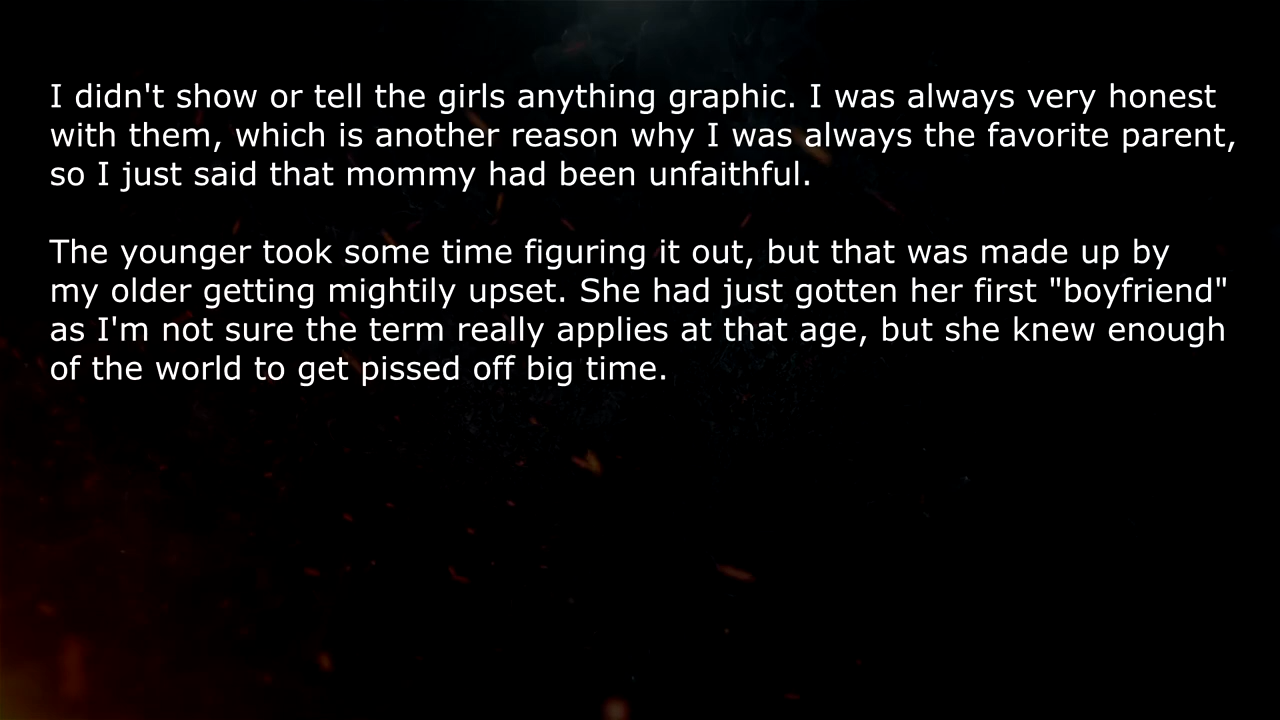 I didn't show or tell the girls anything graphic. I was always very honest
with them, which is another reason why I was always the favorite parent,
so I just said that mommy had been unfaithful.
The younger took some time figuring it out, but that was made up by
my older getting mightily upset. She had just gotten her first "boyfriend"
as I'm not sure the term really applies at that age, but she knew enough
of the world to get pissed off big time.